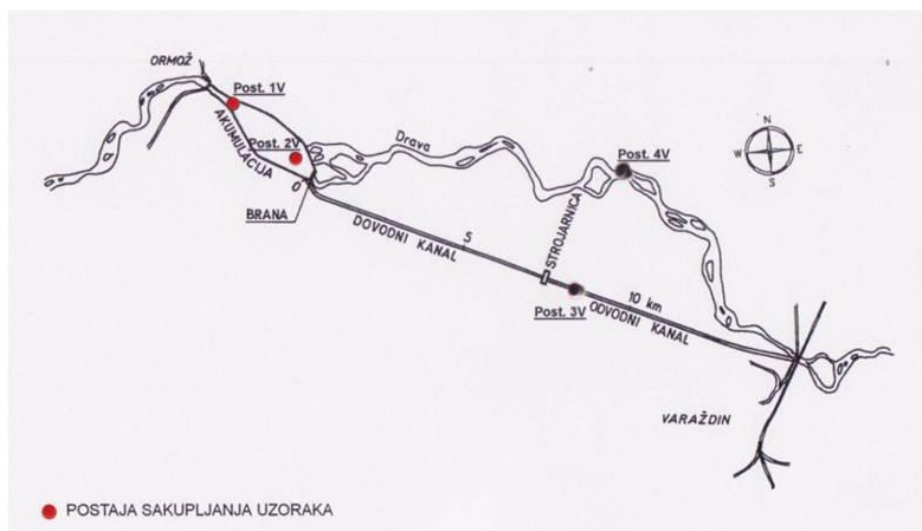 ORMOŽ
Post. 1V
AKUMULACIJA
Post. 2V
Drava
N
W E
S
Post. 4V
O
BRANA
DOVODNI KANAL
5
STROJARNICA
Post. 3V
10 km
ODVODNI KANAL
VARAŽDIN
POSTAJA SAKUPLJANJA UZORAKA